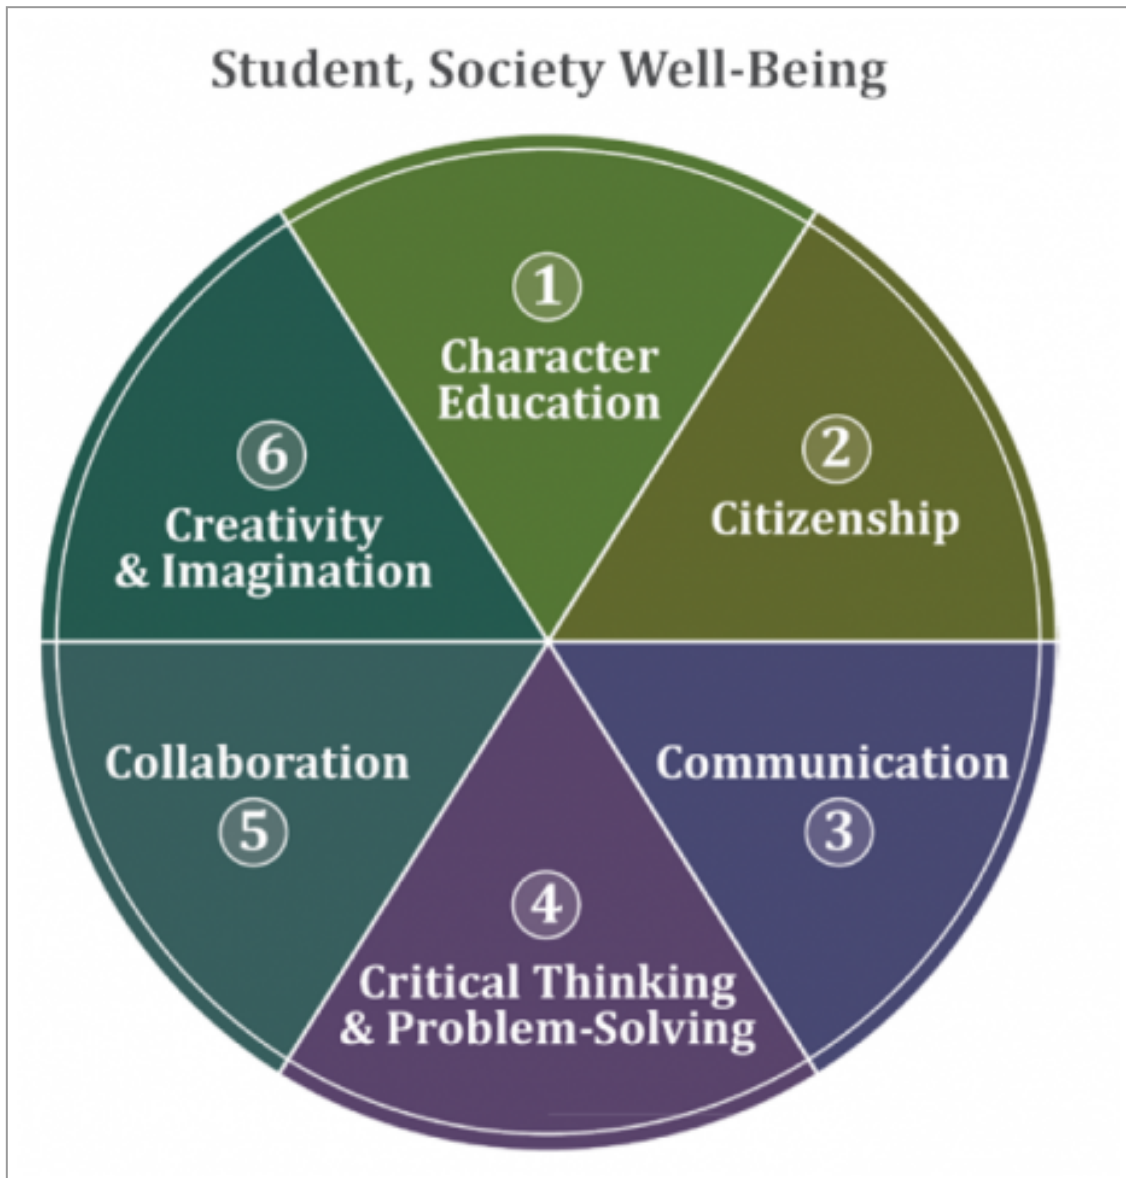 Student, Society Well-Being
1
Character
Education
2
Citizenship
Communication
3
4
Critical Thinking
& Problem-Solving
Collaboration
5
6
Creativity
& Imagination